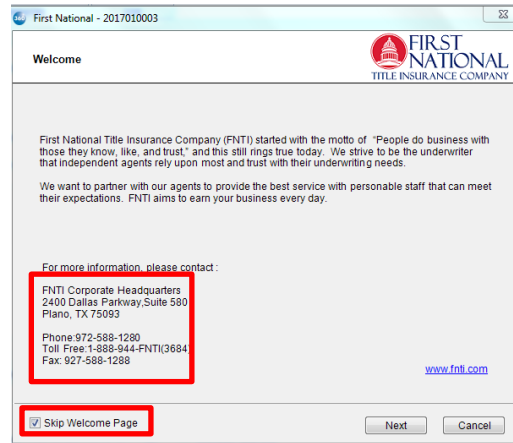 360 First National - 2017010003
Welcome
FIRST
NATIONAL
TITLE INSURANCE COMPANY
First National Title Insurance Company (FNTI) started with the motto of "People do business with
those they know, like, and trust," and this still rings true today. We strive to be the underwriter
that independent agents rely upon most and trust with their underwriting needs.
We want to partner with our agents to provide the best service with personable staff that can meet
their expectations. FNTI aims to earn your business every day.
For more information, please contact :
FNTI Corporate Headquarters
2400 Dallas Parkway,Suite 580
Plano, TX 75093
Phone:972-588-1280
Toll Free:1-888-944-FNTI(3684)
Fax: 927-588-1288
www.fnti.com
Skip Welcome Page
Next
Cancel